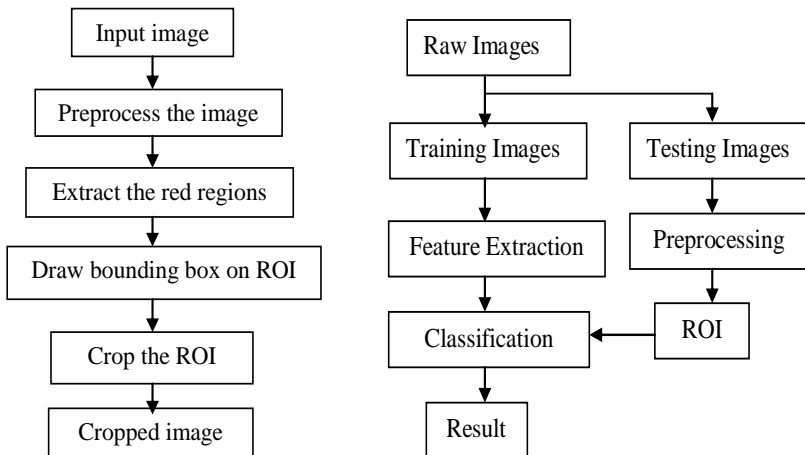 Input image
Preprocess the image
Extract the red regions
Draw bounding box on ROI
Crop the ROI
Cropped image
Raw Images
Training Images
Testing Images
Feature Extraction
Preprocessing
Classification
ROI
Result